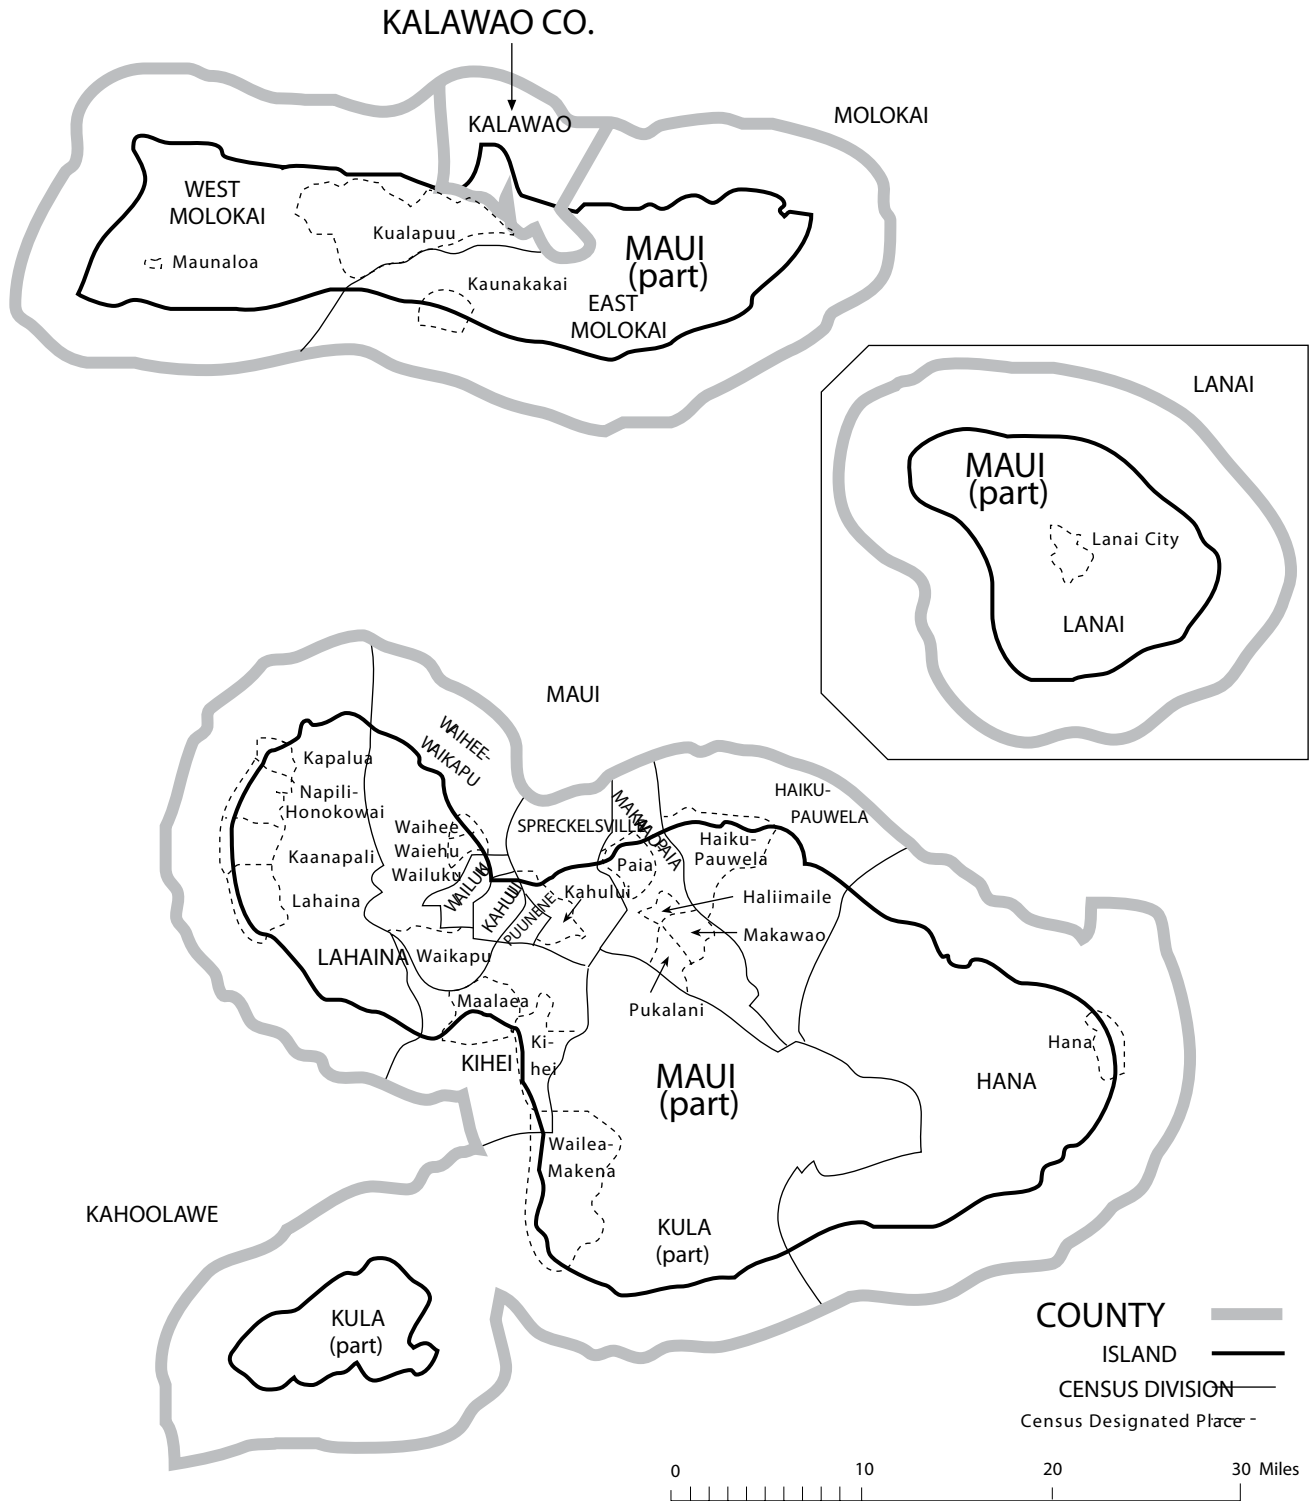 KALAWAO CO.
KALAWAO
MOLOKAI
WEST
MOLOKAI
Kualapuu
Maunaloa
MAUI
(part)
Kaunakakai
EAST
MOLOKAI
LANAI
MAUI
(part)
Lanai City
LANAI
MAUI
WAIHEE-
WAIKAPU
Kapalua
Napili-
Honokowai
Kaanapali
Lahaina
LAHAINA
Waihee-
Waiehu
Wailuku
WAILUKU
KAHULUI
PUUNENE
SPRECKELSVILLE
MAKAWAO-
PAIA
HAIKU-
PAUWELA
Haiku-
Pauwela
Paia
Kahului
Haliimaile
Makawao
Pukalani
Waikapu
Maalaea
KIHEI
Ki-
hei
MAUI
(part)
Hana
HANA
Wailea-
Makena
KULA
(part)
KAHOOLAWE
KULA
(part)
COUNTY
ISLAND
CENSUS DIVISION
Census Designated Place
0 10 20 30 Miles